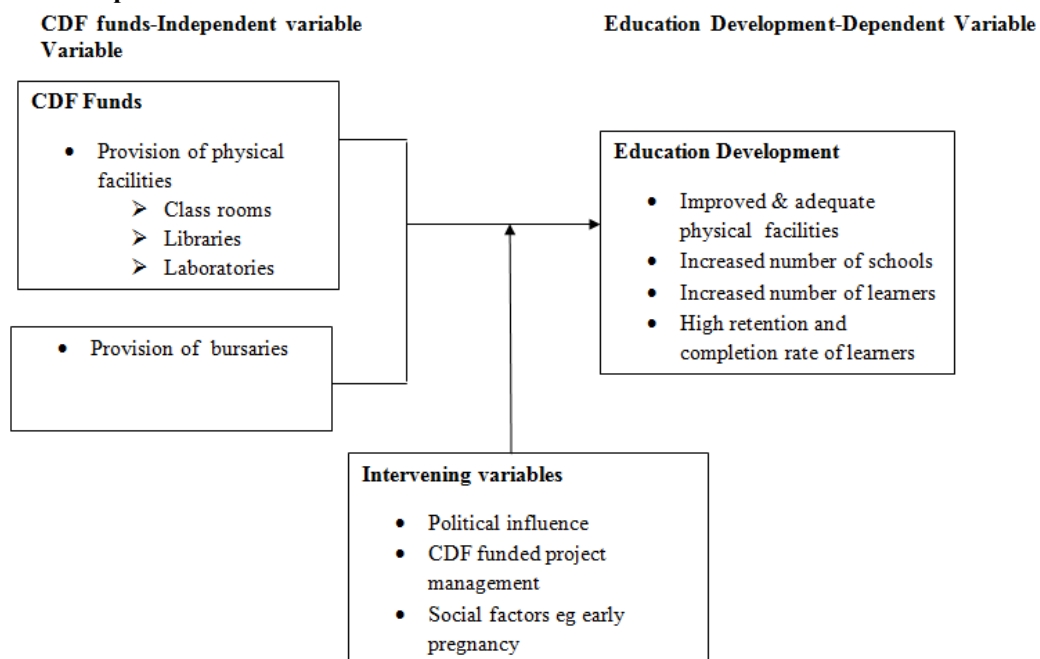 CDF funds-Independent variable
Variable
Education Development-Dependent Variable
CDF Funds
• Provision of physical
facilities
➢ Class rooms
➢ Libraries
➢ Laboratories
• Provision of bursaries
Education Development
• Improved & adequate
physical facilities
• Increased number of schools
• Increased number of learners
• High retention and
completion rate of learners
Intervening variables
• Political influence
• CDF funded project
management
• Social factors eg early
pregnancy